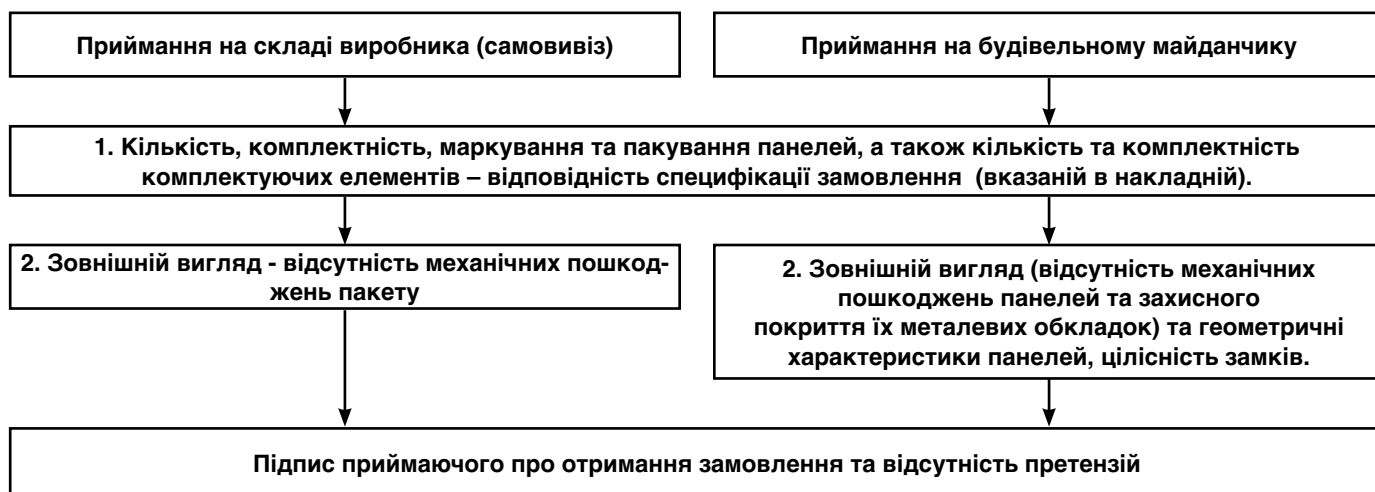 Приймання на складі виробника (самовивіз)
Приймання на будівельному майданчику
1. Кількість, комплектність, маркування та пакування панелей, а також кількість та комплектність
комплектуючих елементів – відповідність специфікації замовлення (вказаній в накладній).
2. Зовнішній вигляд - відсутність механічних пошкод-
жень пакету
2. Зовнішній вигляд (відсутність механічних
пошкоджень панелей та захисного
покриття їх металевих обкладок) та геометричні
характеристики панелей, цілісність замків.
Підпис приймаючого про отримання замовлення та відсутність претензій